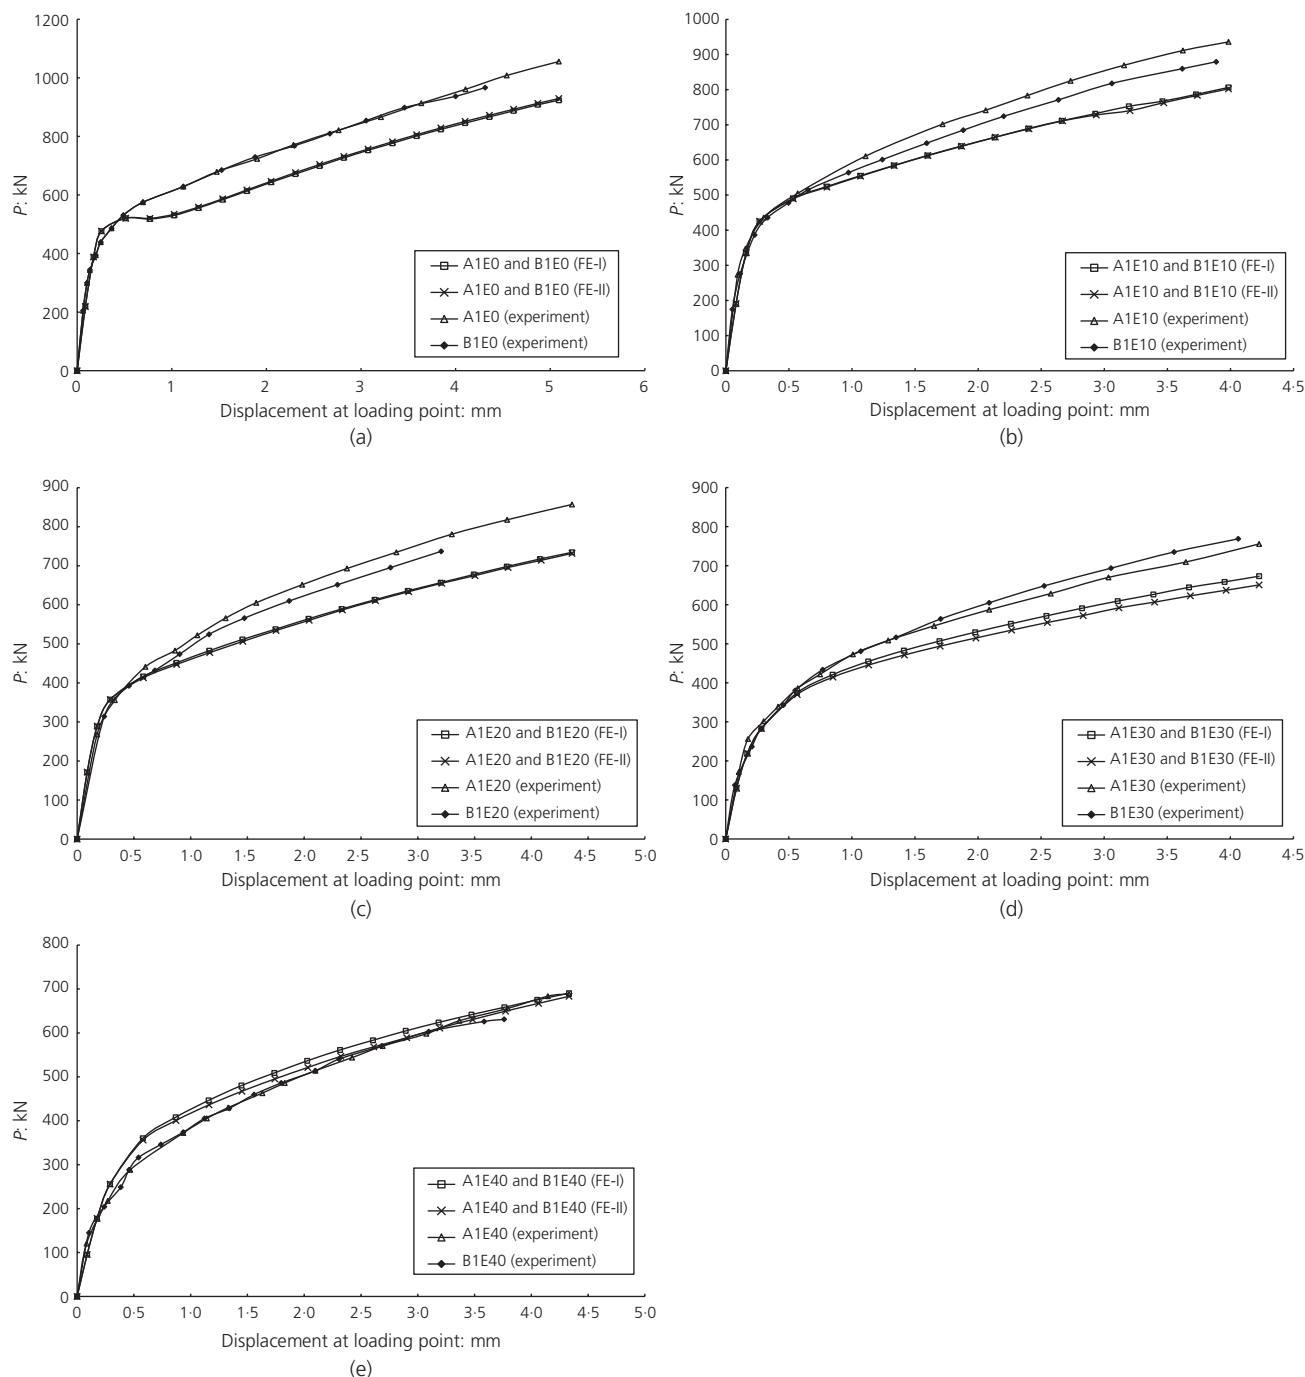 1200
1000
800
600
400
200
0
P: kN
0 1 2 3 4 5 6
Displacement at loading point: mm
(a)
A1E0 and B1E0 (FE-I)
A1E0 and B1E0 (FE-II)
A1E0 (experiment)
B1E0 (experiment)
1000
900
800
700
600
500
400
300
200
100
0
P: kN
0 0·5 1·0 1·5 2·0 2·5 3·0 3·5 4·0 4·5
Displacement at loading point: mm
(b)
A1E10 and B1E10 (FE-I)
A1E10 and B1E10 (FE-II)
A1E10 (experiment)
B1E10 (experiment)
900
800
700
600
500
400
300
200
100
0
P: kN
0 0·5 1·0 1·5 2·0 2·5 3·0 3·5 4·0 4·5 5·0
Displacement at loading point: mm
(c)
A1E20 and B1E20 (FE-I)
A1E20 and B1E20 (FE-II)
A1E20 (experiment)
B1E20 (experiment)
900
800
700
600
500
400
300
200
100
0
P: kN
0 0·5 1·0 1·5 2·0 2·5 3·0 3·5 4·0 4·5
Displacement at loading point: mm
(d)
A1E30 and B1E30 (FE-I)
A1E30 and B1E30 (FE-II)
A1E30 (experiment)
B1E30 (experiment)
800
700
600
500
400
300
200
100
0
P: kN
0 0·5 1·0 1·5 2·0 2·5 3·0 3·5 4·0 4·5 5·0
Displacement at loading point: mm
(e)
A1E40 and B1E40 (FE-I)
A1E40 and B1E40 (FE-II)
A1E40 (experiment)
B1E40 (experiment)